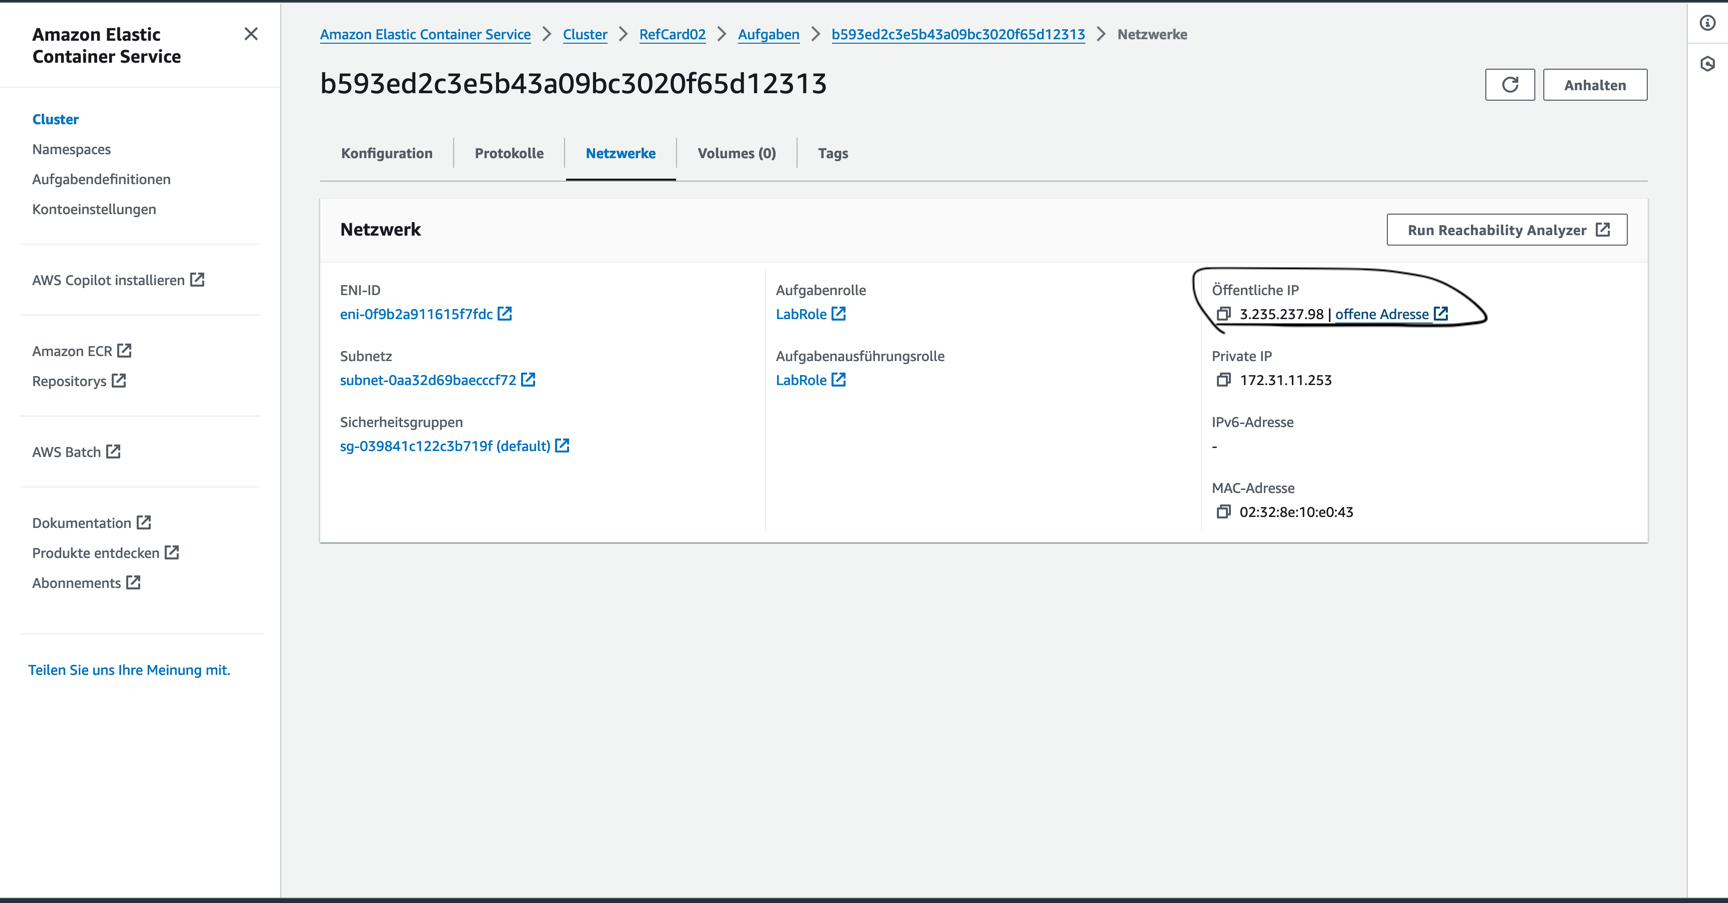 Amazon Elastic
Container Service
Cluster
Namespaces
Aufgabendefinitionen
Kontoeinstellungen
AWS Copilot installieren
Amazon ECR
Repositorys
AWS Batch
Dokumentation
Produkte entdecken
Abonnements
Teilen Sie uns Ihre Meinung mit.
Amazon Elastic Container Service > Cluster > RefCard02 > Aufgaben > b593ed2c3e5b43a09bc3020f65d12313 > Netzwerke
b593ed2c3e5b43a09bc3020f65d12313
Anhalten
Konfiguration
Protokolle
Netzwerke
Volumes (0)
Tags
Netzwerk
Run Reachability Analyzer
ENI-ID
eni-0f9b2a911615f7fdc
Subnetz
subnet-0aa32d69baecccf72
Sicherheitsgruppen
sg-039841c122c3b719f (default)
Aufgabenrolle
LabRole
Aufgabenausführungsrolle
LabRole
Öffentliche IP
3.235.237.98 | offene Adresse
Private IP
172.31.11.253
IPv6-Adresse
-
MAC-Adresse
02:32:8e:10:e0:43